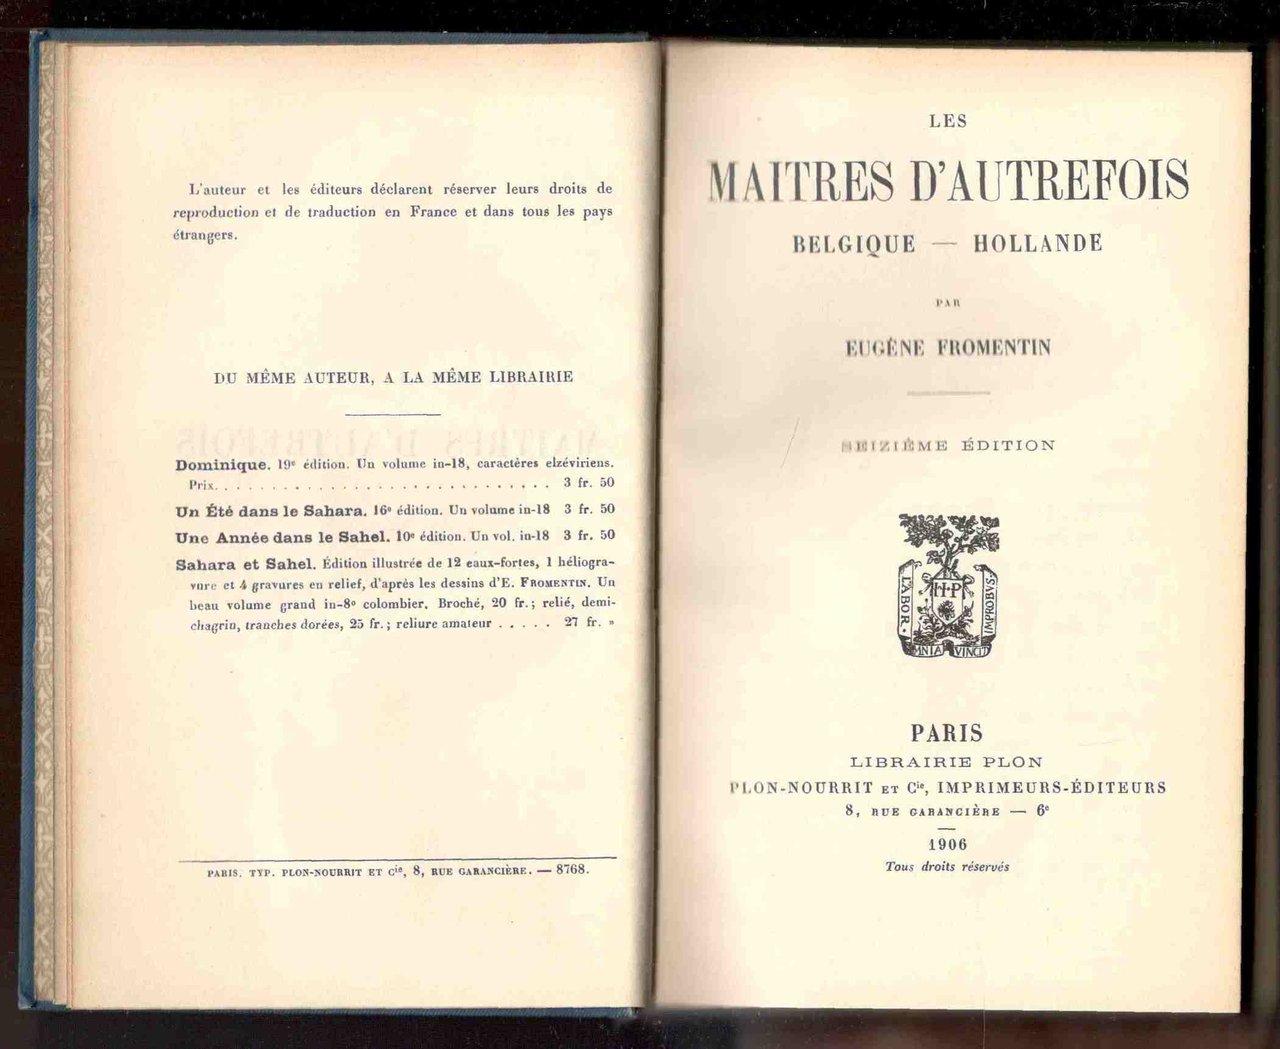 L'auteur et les éditeurs déclarent réserver leurs droits de
reproduction et de traduction en France et dans tous les pays
étrangers.
DU MÊME AUTEUR, A LA MÊME LIBRAIRIE
Dominique. 19e édition. Un volume in-18, caractères elzéviriens.
Prix. . . . . . . . . . . . . . . . . . . . . . . . . . . 3 fr. 50
Un Été dans le Sahara. 16e édition. Un volume in-18 3 fr. 50
Une Année dans le Sahel. 10e édition. Un vol. in-18 3 fr. 50
Sahara et Sahel. Édition illustrée de 12 eaux-fortes, 1 héliogra-
vure et 4 gravures en relief, d'après les dessins d'E. FROMENTIN. Un
beau volume grand in-8º colombier. Broché, 20 fr.; relié, demi-
chagrin, tranches dorées, 25 fr.; reliure amateur . . . . . 27 fr. »
PARIS. TYP. PLON-NOURRIT ET Cie, 8, RUE GARANCIÈRE. — 8768.
LES
MAITRES D'AUTREFOIS
BELGIQUE — HOLLANDE
PAR
EUGÈNE FROMENTIN
SEIZIÈME ÉDITION
H·P
LABOR
IMPROBVS
OMNIA VINCIT
PARIS
LIBRAIRIE PLON
PLON-NOURRIT ET Cie, IMPRIMEURS-ÉDITEURS
8, RUE GARANCIÈRE — 6e
1906
Tous droits réservés